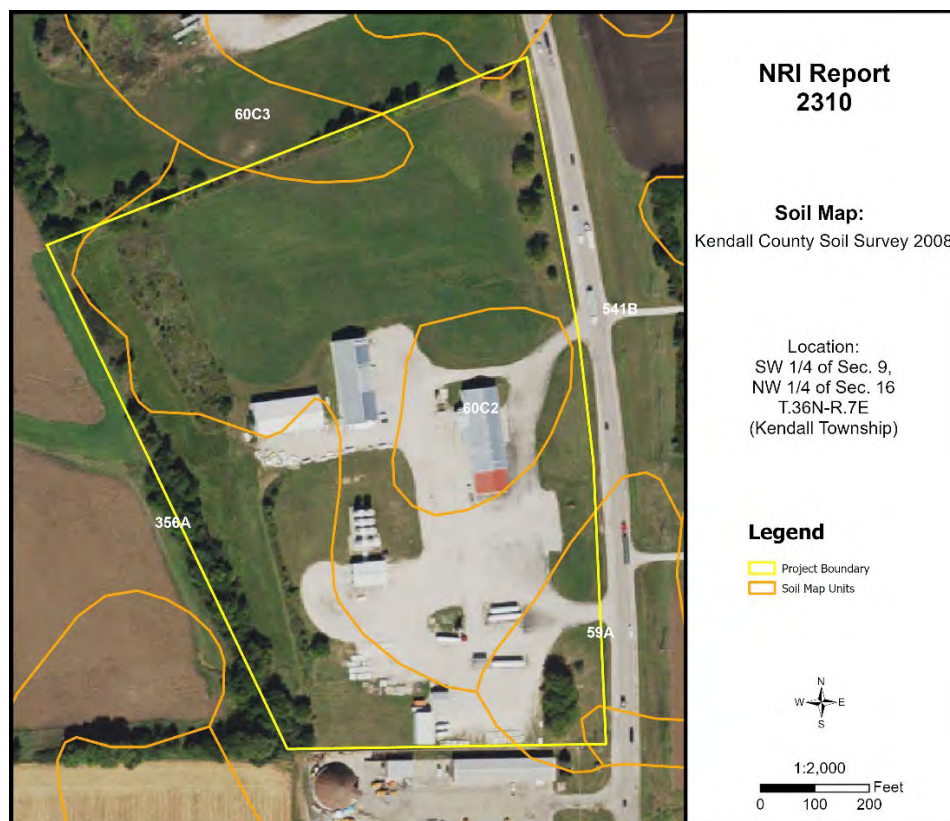 NRI Report
2310
Soil Map:
Kendall County Soil Survey 2008
Location:
SW 1/4 of Sec. 9,
NW 1/4 of Sec. 16
T.36N-R.7E
(Kendall Township)
Legend
Project Boundary
Soil Map Units
N
W E
S
1:2,000
Feet
0 100 200
60C3
541B
60C2
356A
59A